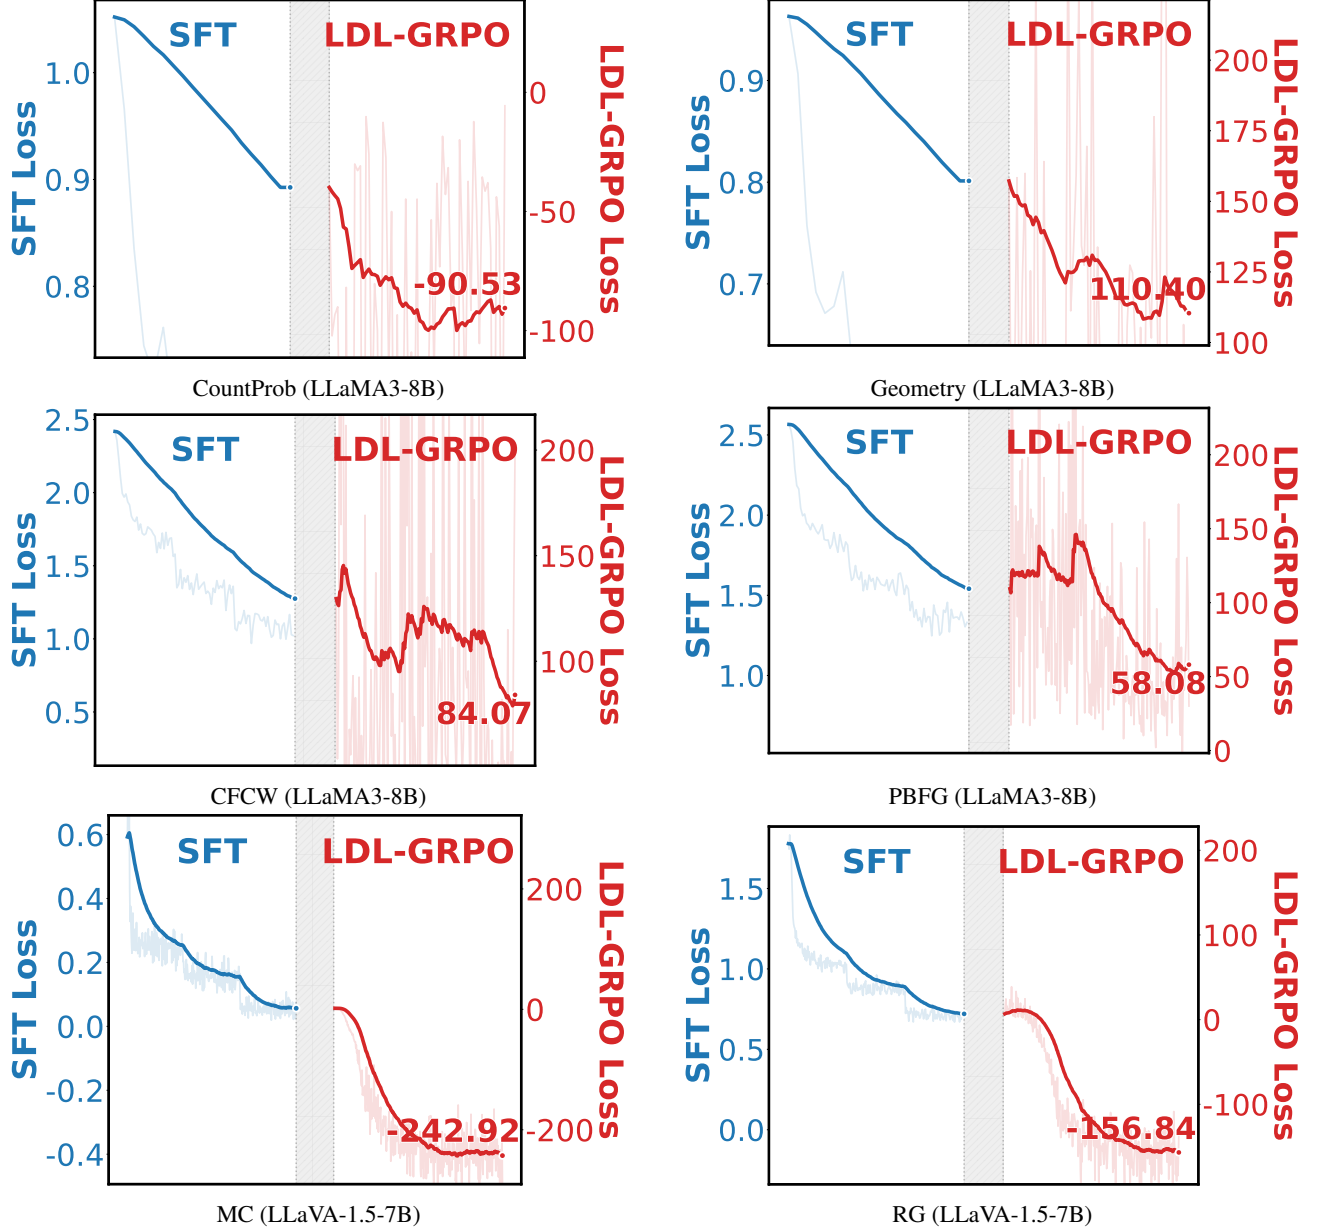 SFT
LDL-GRPO
SFT Loss
1.0
0.9
0.8
LDL-GRPO Loss
0
-50
-100
-90.53
CountProb (LLaMA3-8B)
SFT
LDL-GRPO
SFT Loss
0.9
0.8
0.7
LDL-GRPO Loss
200
175
150
125
100
110.40
Geometry (LLaMA3-8B)
SFT
LDL-GRPO
SFT Loss
2.5
2.0
1.5
1.0
0.5
LDL-GRPO Loss
200
150
100
84.07
CFCW (LLaMA3-8B)
SFT
LDL-GRPO
SFT Loss
2.5
2.0
1.5
1.0
LDL-GRPO Loss
200
150
100
50
0
58.08
PBFG (LLaMA3-8B)
SFT
LDL-GRPO
SFT Loss
0.6
0.4
0.2
0.0
-0.2
-0.4
LDL-GRPO Loss
200
0
-200
-242.92
MC (LLaVA-1.5-7B)
SFT
LDL-GRPO
SFT Loss
1.5
1.0
0.5
0.0
LDL-GRPO Loss
200
100
0
-100
-156.84
RG (LLaVA-1.5-7B)